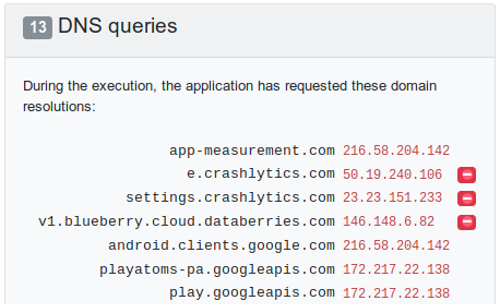 13 DNS queries
During the execution, the application has requested these domain
resolutions:
app-measurement.com 216.58.204.142
e.crashlytics.com 50.19.240.106
settings.crashlytics.com 23.23.151.233
v1.blueberry.cloud.databerries.com 146.148.6.82
android.clients.google.com 216.58.204.142
playatoms-pa.googleapis.com 172.217.22.138
play.googleapis.com 172.217.22.138